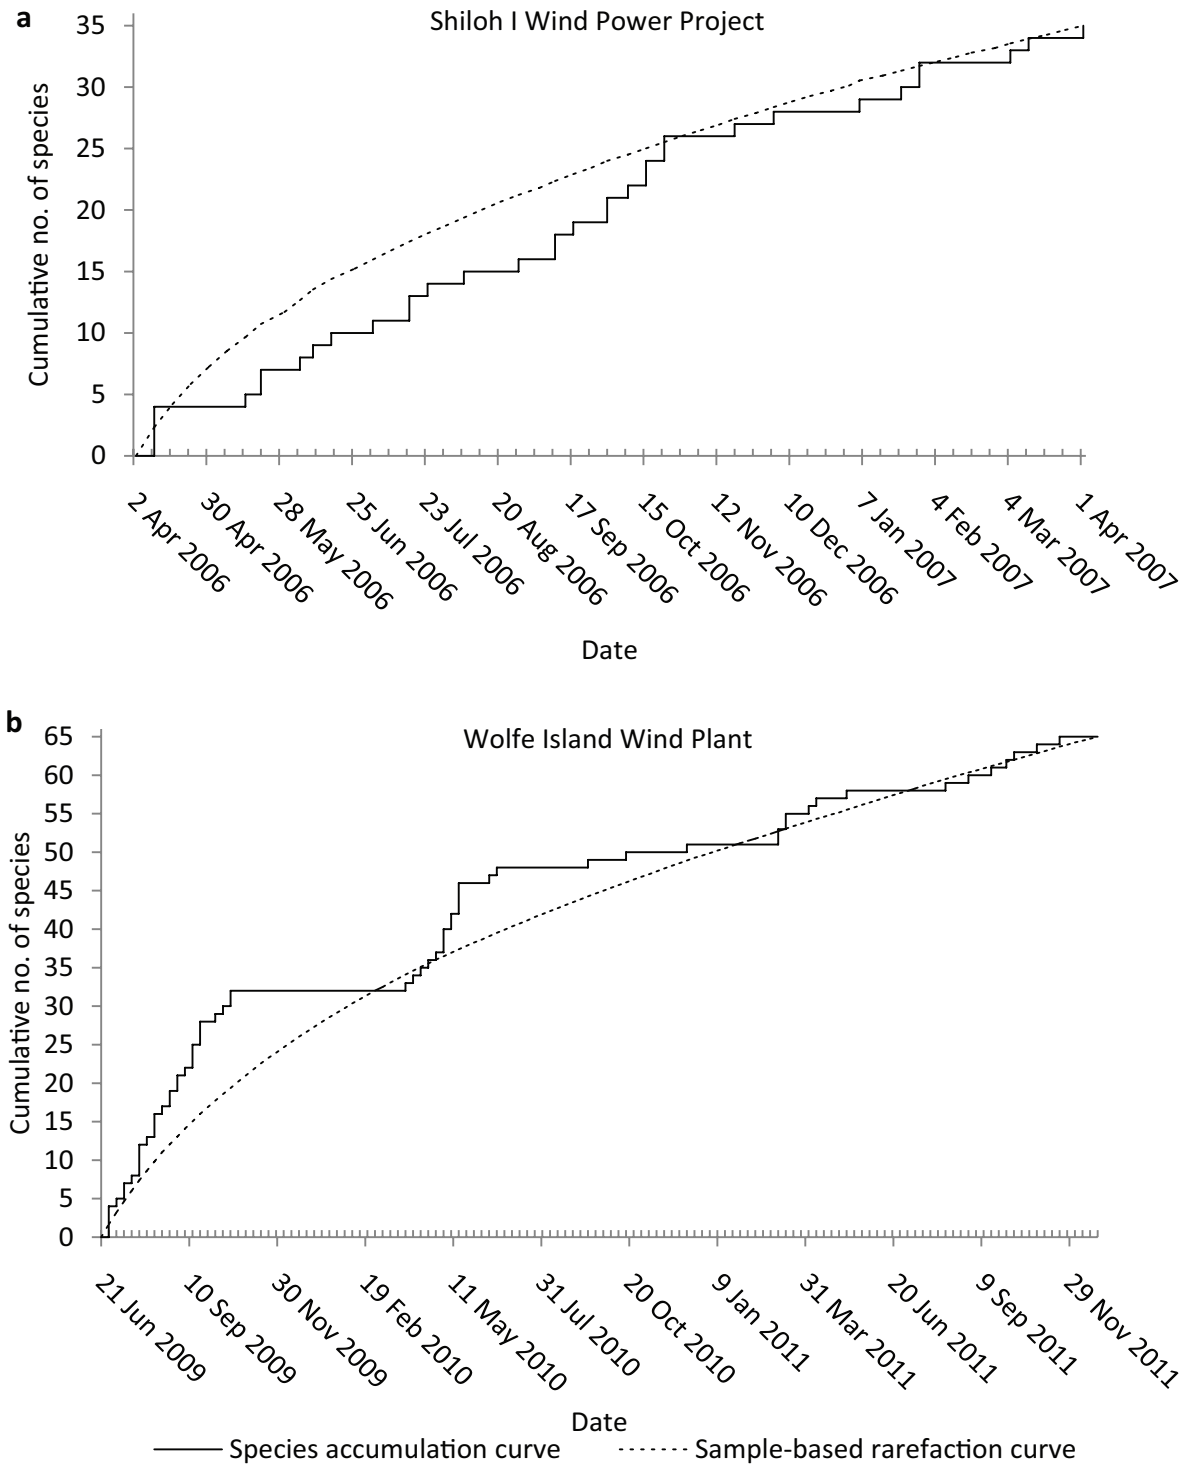 a
Shiloh I Wind Power Project
35
30
25
20
15
10
5
0
Cumulative no. of species
2 Apr 2006
30 Apr 2006
28 May 2006
25 Jun 2006
23 Jul 2006
20 Aug 2006
17 Sep 2006
15 Oct 2006
12 Nov 2006
10 Dec 2006
7 Jan 2007
4 Feb 2007
4 Mar 2007
1 Apr 2007
Date
b
Wolfe Island Wind Plant
65
60
55
50
45
40
35
30
25
20
15
10
5
0
Cumulative no. of species
21 Jun 2009
10 Sep 2009
30 Nov 2009
19 Feb 2010
11 May 2010
31 Jul 2010
20 Oct 2010
9 Jan 2011
31 Mar 2011
20 Jun 2011
9 Sep 2011
29 Nov 2011
Date
Species accumulation curve
Sample-based rarefaction curve